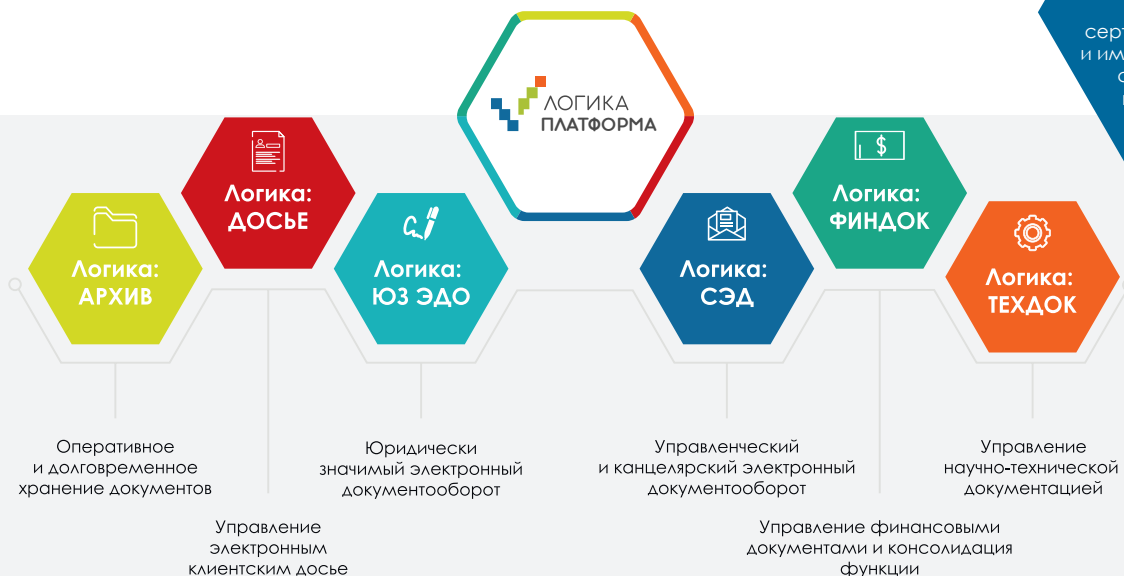 ЛОГИКА
ПЛАТФОРМА
Логика:
АРХИВ
Логика:
ДОСЬЕ
Логика:
ЮЗ ЭДО
Логика:
СЭД
$
Логика:
ФИНДОК
Логика:
ТЕХДОК
Оперативное
и долговременное
хранение документов
Управление
электронным
клиентским досье
Юридически
значимый электронный
документооборот
Управленческий
и канцелярский электронный
документооборот
Управление финансовыми
документами и консолидация
функции
Управление
научно-технической
документацией